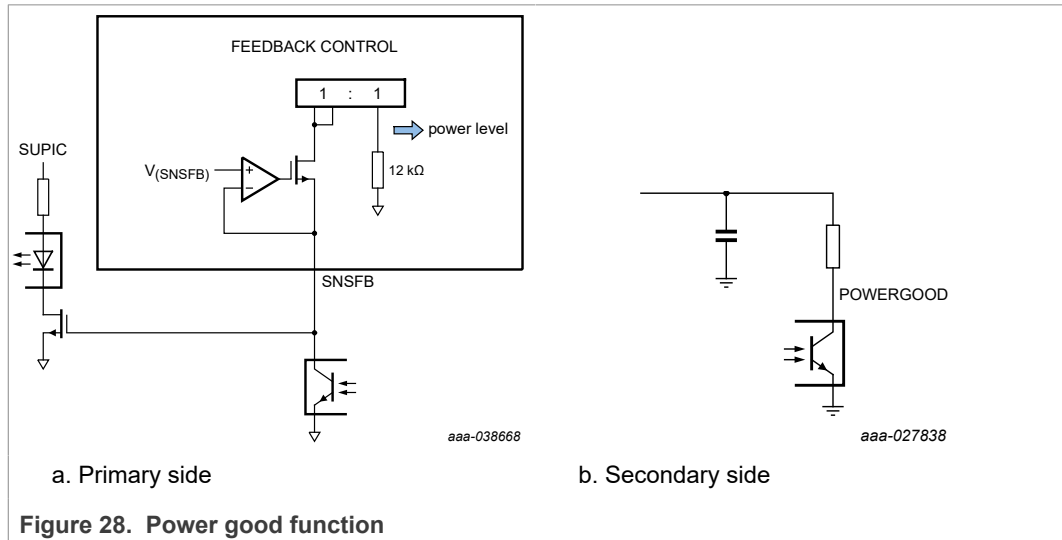 FEEDBACK CONTROL
1 : 1
power level
SUPIC
V(SNSFB)
+
−
12 kΩ
SNSFB
POWERGOOD
aaa-038668
aaa-027838
a. Primary side
b. Secondary side
Figure 28. Power good function